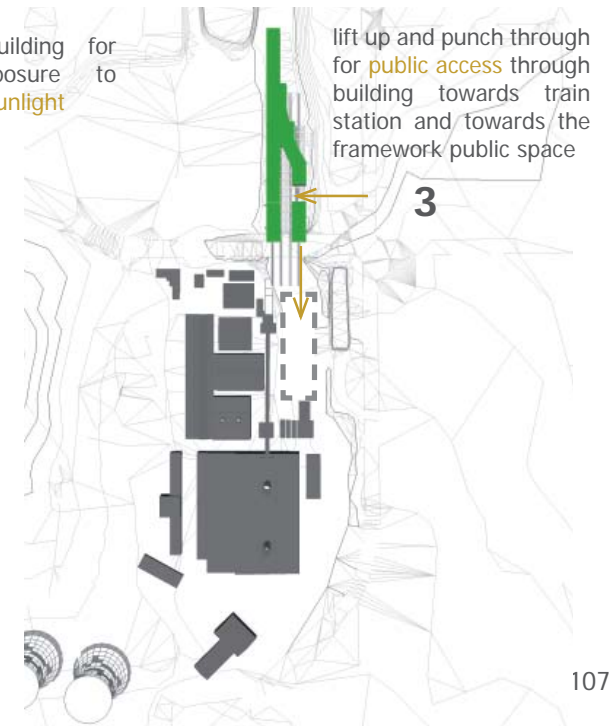 uilding for
posure to
unlight
lift up and punch through
for public access through
building towards train
station and towards the
framework public space
3
107